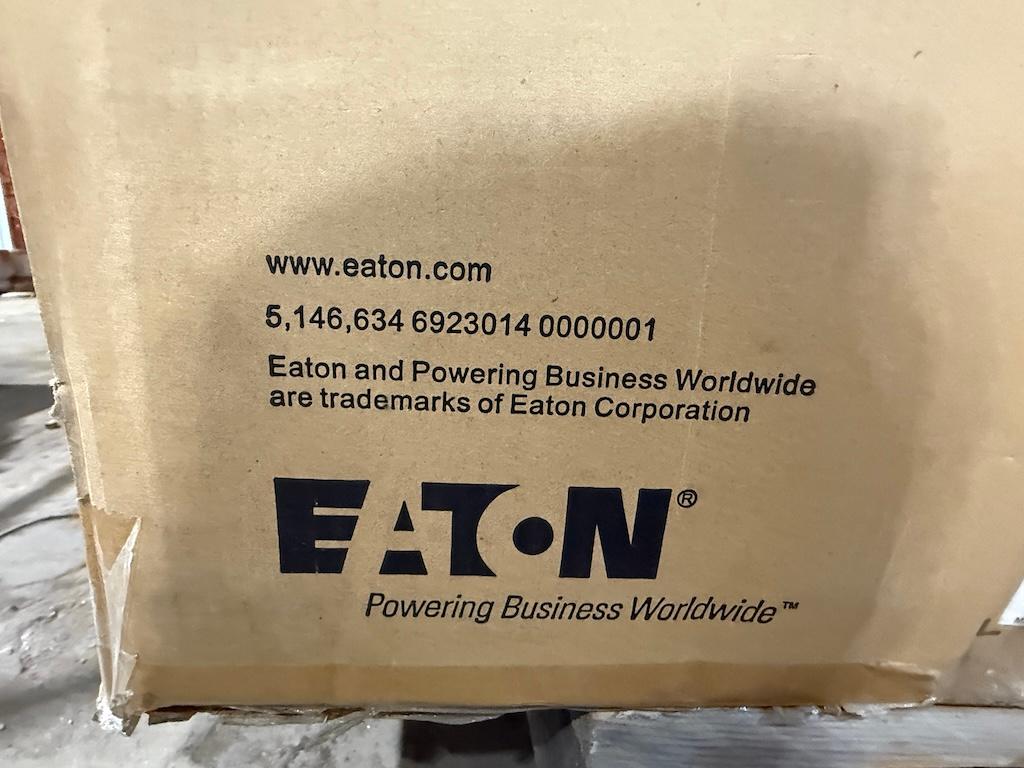 www.eaton.com
5,146,634 6923014 0000001
Eaton and Powering Business Worldwide
are trademarks of Eaton Corporation
EATON®
Powering Business Worldwide™